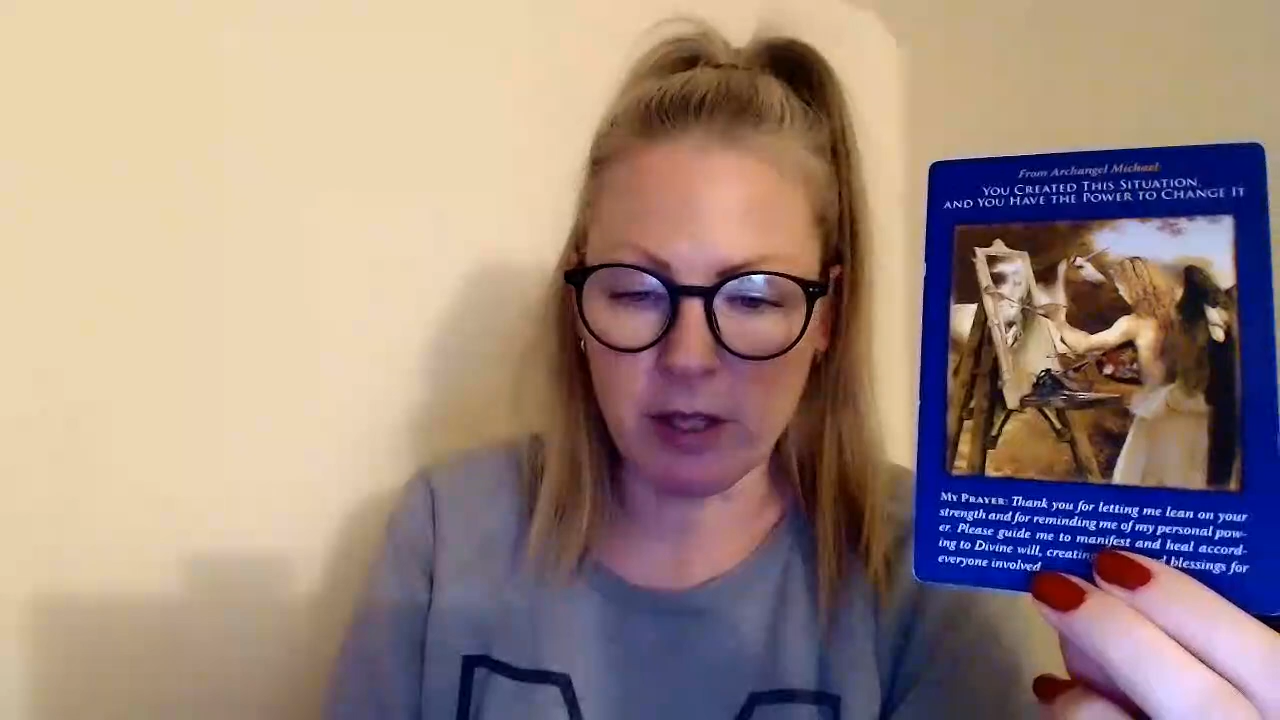 From Archangel Michael:
YOU CREATED THIS SITUATION,
AND YOU HAVE THE POWER TO CHANGE IT
MY PRAYER: Thank you for letting me lean on your
strength and for reminding me of my personal pow-
er. Please guide me to manifest and heal accord-
ing to Divine will, creating blessings for
everyone involved